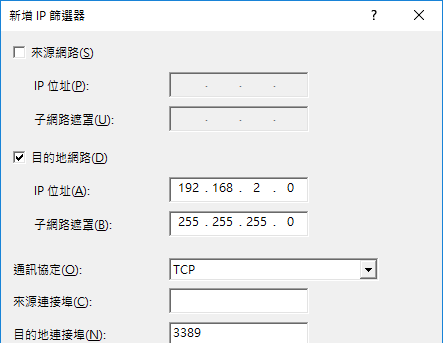 新增 IP 篩選器
來源網路(S)
IP 位址(P):
. . .
子網路遮罩(U):
. . .
目的地網路(D)
IP 位址(A): 192 . 168 . 2 . 0
子網路遮罩(B): 255 . 255 . 255 . 0
通訊協定(O): TCP
來源連接埠(C):
目的地連接埠(N): 3389